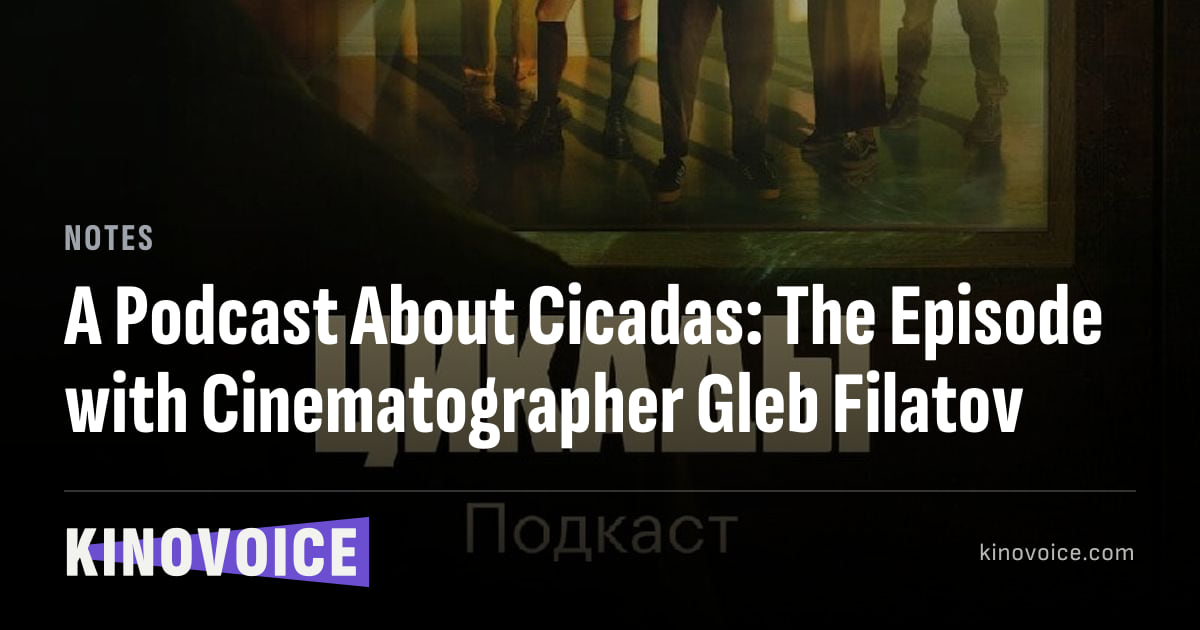 NOTES
A Podcast About Cicadas: The Episode
with Cinematographer Gleb Filatov
ЦИКАДЫ
Подкаст
KINOVOICE
kinovoice.com